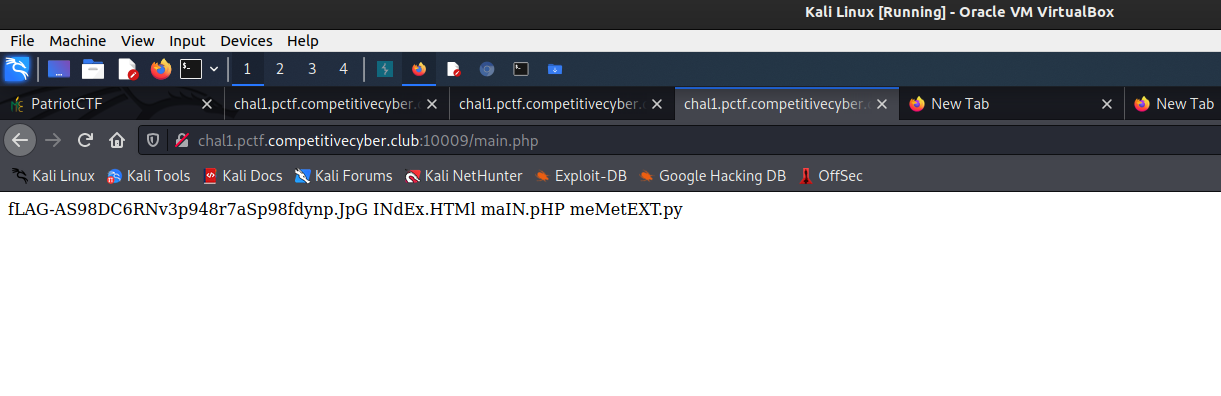 Kali Linux [Running] - Oracle VM VirtualBox
File Machine View Input Devices Help
1 2 3 4
PatriotCTF chal1.pctf.competitivecyber. chal1.pctf.competitivecyber. chal1.pctf.competitivecyber. New Tab New Tab
chal1.pctf.competitivecyber.club:10009/main.php
Kali Linux Kali Tools Kali Docs Kali Forums Kali NetHunter Exploit-DB Google Hacking DB OffSec
fLAG-AS98DC6RNv3p948r7aSp98fdynp.JpG INdEx.HTMl maIN.pHP meMetEXT.py